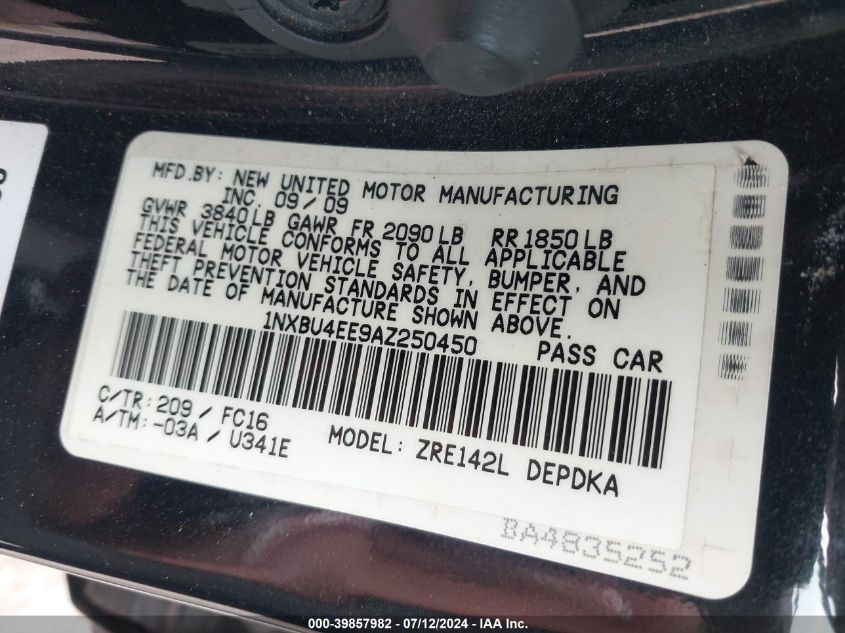 MFD.BY: NEW UNITED MOTOR MANUFACTURING
INC. 09/09
GVWR 3840LB GAWR FR 2090LB RR1850LB
THIS VEHICLE CONFORMS TO ALL APPLICABLE
FEDERAL MOTOR VEHICLE SAFETY, BUMPER, AND
THEFT PREVENTION STANDARDS IN EFFECT ON
THE DATE OF MANUFACTURE SHOWN ABOVE.
1NXBU4EE9AZ250450 PASS CAR
C/TR: 209 / FC16
A/TM: -03A / U341E
MODEL: ZRE142L DEPDKA
BA4835252
000-39857982 / 07/12/2024 - IAA Inc.